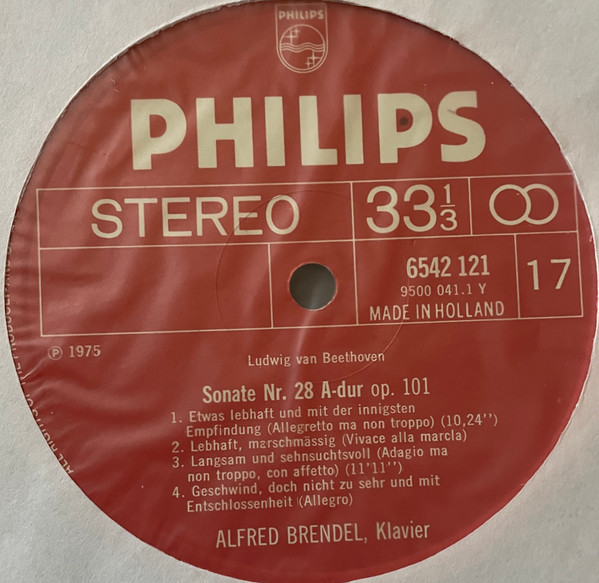 PHILIPS
PHILIPS
STEREO
33 1/3
6542 121
9500 041.1 Y
MADE IN HOLLAND
17
℗ 1975
Ludwig van Beethoven
Sonate Nr. 28 A-dur op. 101
1. Etwas lebhaft und mit der innigsten
Empfindung (Allegretto ma non troppo) (10,24'')
2. Lebhaft, marschmässig (Vivace alla marcia)
3. Langsam und sehnsuchtsvoll (Adagio ma
non troppo, con affetto) (11'11'')
4. Geschwind, doch nicht zu sehr und mit
Entschlossenheit (Allegro)
ALFRED BRENDEL, Klavier